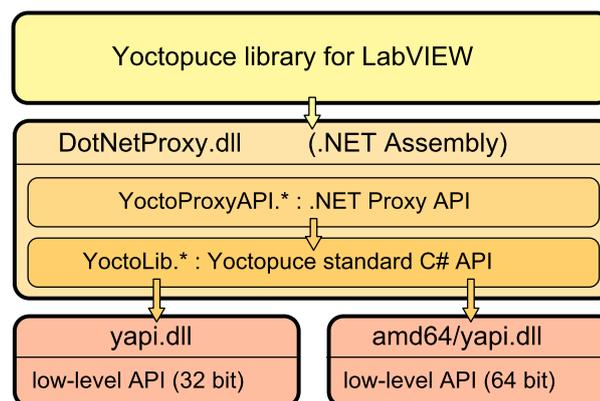 Yoctopuce library for LabVIEW
DotNetProxy.dll (.NET Assembly)
YoctoProxyAPI.* : .NET Proxy API
YoctoLib.* : Yoctopuce standard C# API
yapi.dll
low-level API (32 bit)
amd64/yapi.dll
low-level API (64 bit)